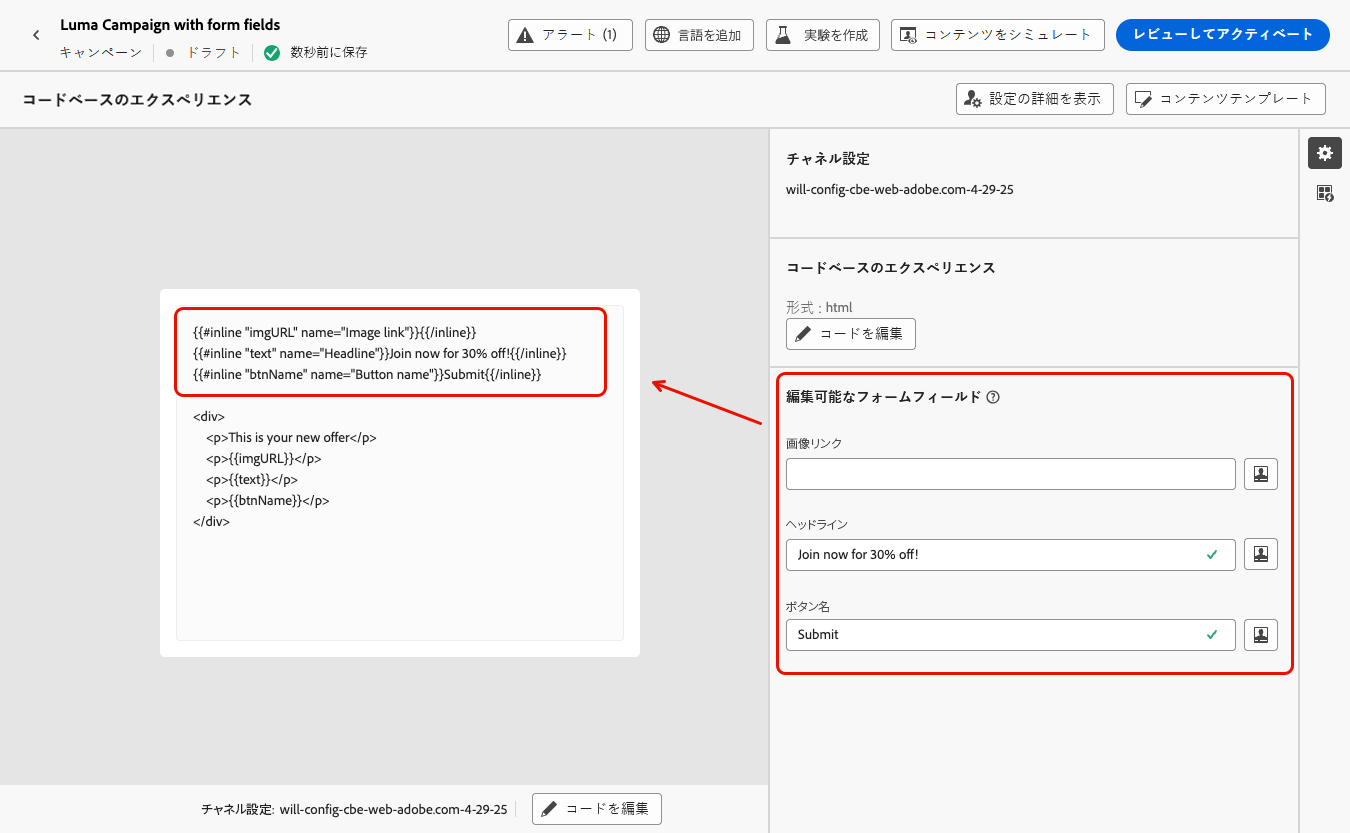 Luma Campaign with form fields
キャンペーン ドラフト 数秒前に保存
アラート (1) 言語を追加 実験を作成 コンテンツをシミュレート レビューしてアクティベート
コードベースのエクスペリエンス
設定の詳細を表示 コンテンツテンプレート
{{#inline "imgURL" name="Image link"}}{{/inline}}
{{#inline "text" name="Headline"}}Join now for 30% off!{{/inline}}
{{#inline "btnName" name="Button name"}}Submit{{/inline}}
<div>
<p>This is your new offer</p>
<p>{{imgURL}}</p>
<p>{{text}}</p>
<p>{{btnName}}</p>
</div>
チャネル設定: will-config-cbe-web-adobe.com-4-29-25 コードを編集
チャネル設定
will-config-cbe-web-adobe.com-4-29-25
コードベースのエクスペリエンス
形式 : html
コードを編集
編集可能なフォームフィールド
画像リンク
ヘッドライン
Join now for 30% off!
ボタン名
Submit